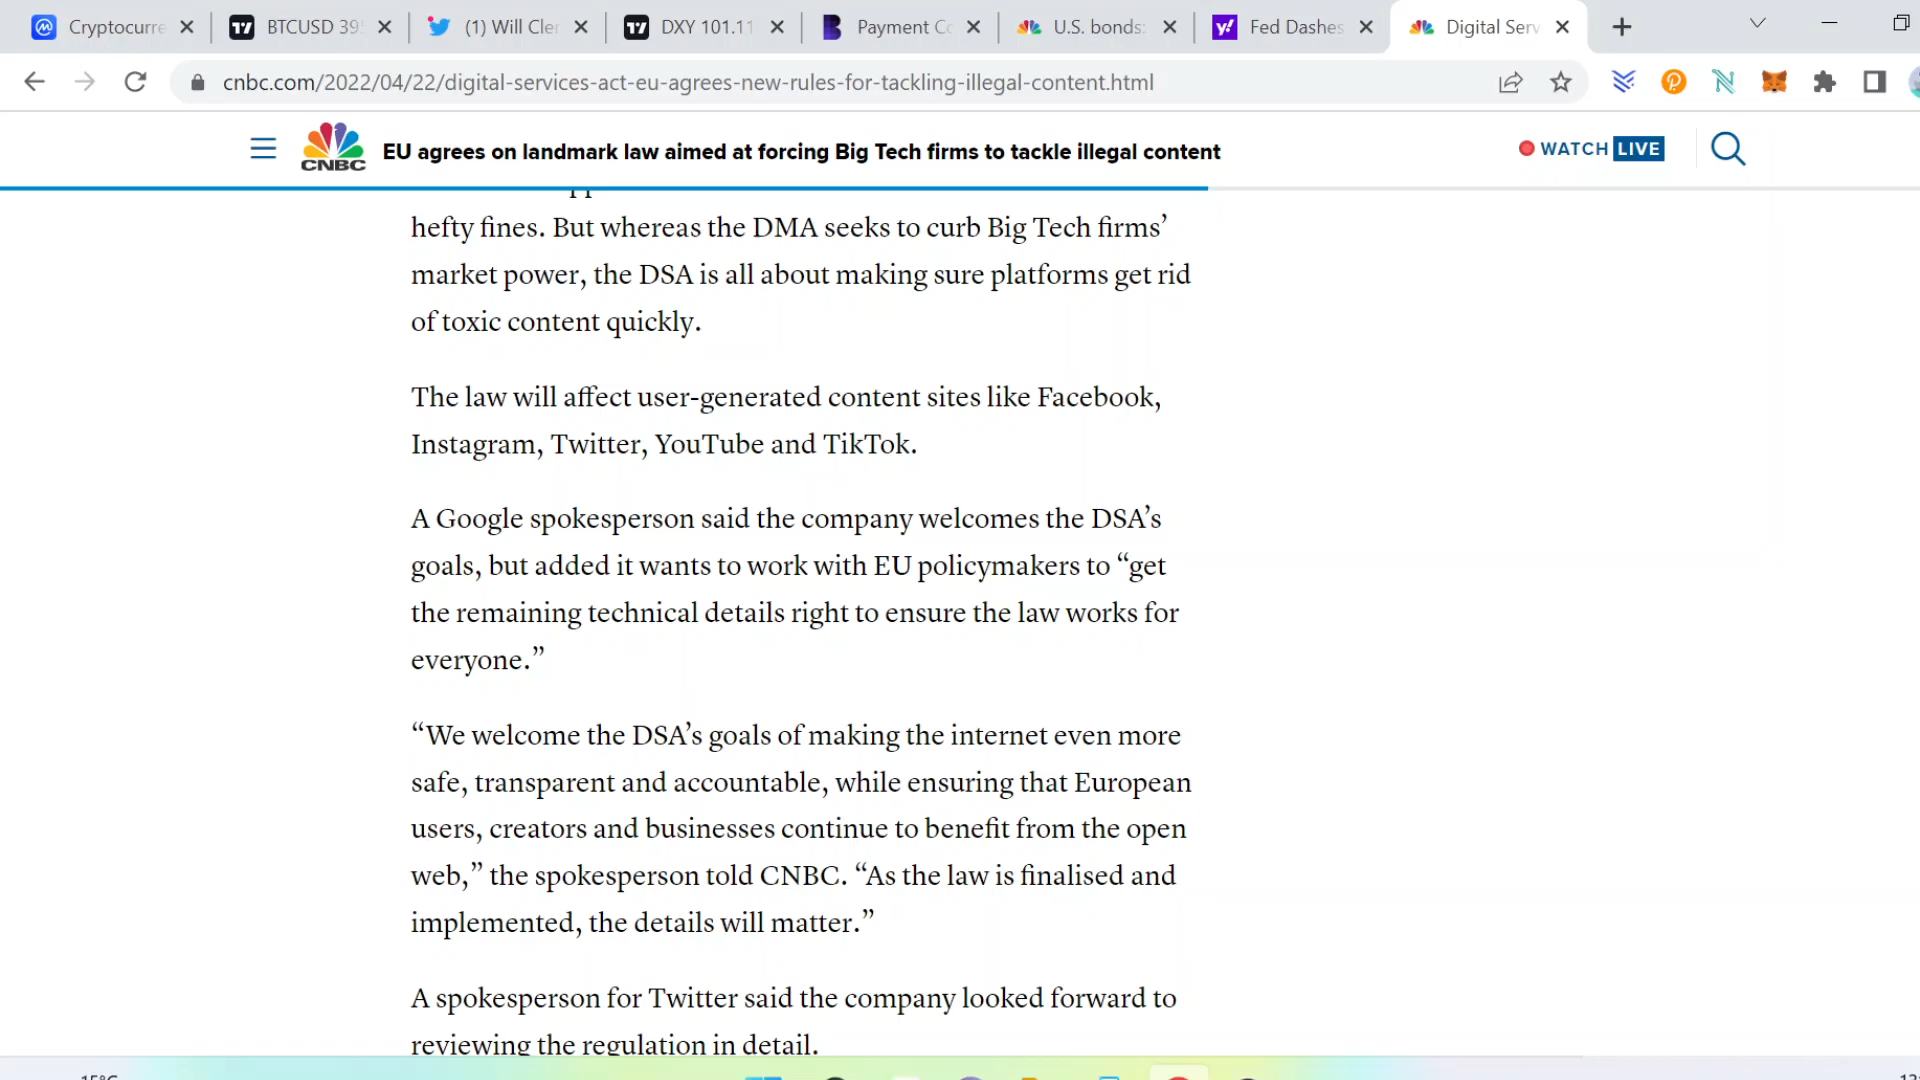 Cryptocurre
BTCUSD 39
(1) Will Cler
DXY 101.11
Payment Co
U.S. bonds:
Fed Dashes
Digital Serv
cnbc.com/2022/04/22/digital-services-act-eu-agrees-new-rules-for-tackling-illegal-content.html
CNBC
EU agrees on landmark law aimed at forcing Big Tech firms to tackle illegal content
WATCH LIVE
hefty fines. But whereas the DMA seeks to curb Big Tech firms’
market power, the DSA is all about making sure platforms get rid
of toxic content quickly.
The law will affect user-generated content sites like Facebook,
Instagram, Twitter, YouTube and TikTok.
A Google spokesperson said the company welcomes the DSA’s
goals, but added it wants to work with EU policymakers to “get
the remaining technical details right to ensure the law works for
everyone.”
“We welcome the DSA’s goals of making the internet even more
safe, transparent and accountable, while ensuring that European
users, creators and businesses continue to benefit from the open
web,” the spokesperson told CNBC. “As the law is finalised and
implemented, the details will matter.”
A spokesperson for Twitter said the company looked forward to
reviewing the regulation in detail.
15°C